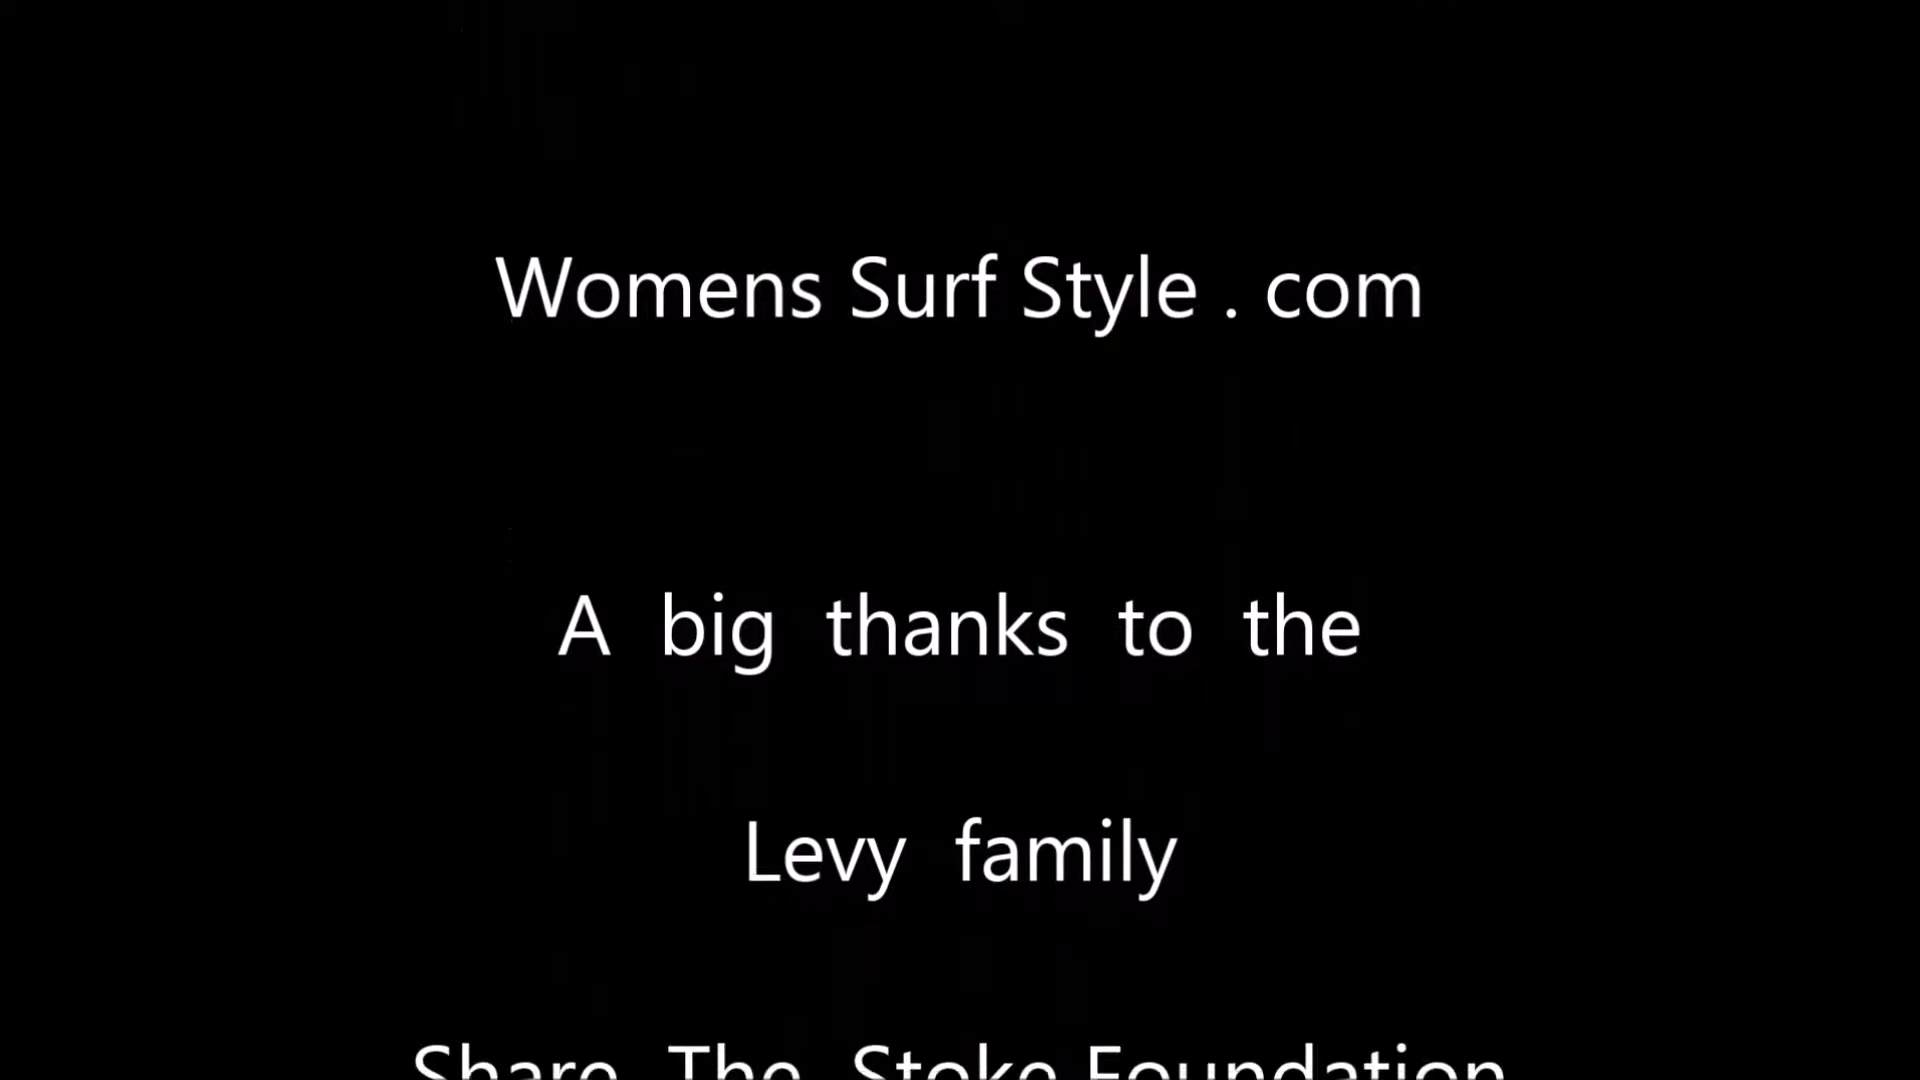 Womens Surf Style . com
A big thanks to the
Levy family
Share The Stoke Foundation